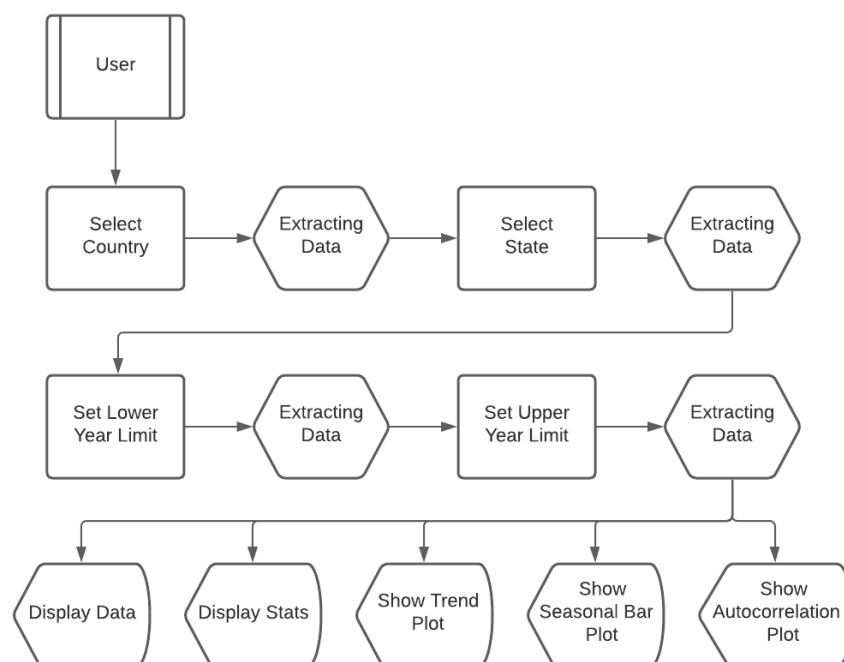 User
Select
Country
Extracting
Data
Select
State
Extracting
Data
Set Lower
Year Limit
Extracting
Data
Set Upper
Year Limit
Extracting
Data
Display Data
Display Stats
Show Trend
Plot
Show
Seasonal Bar
Plot
Show
Autocorrelation
Plot